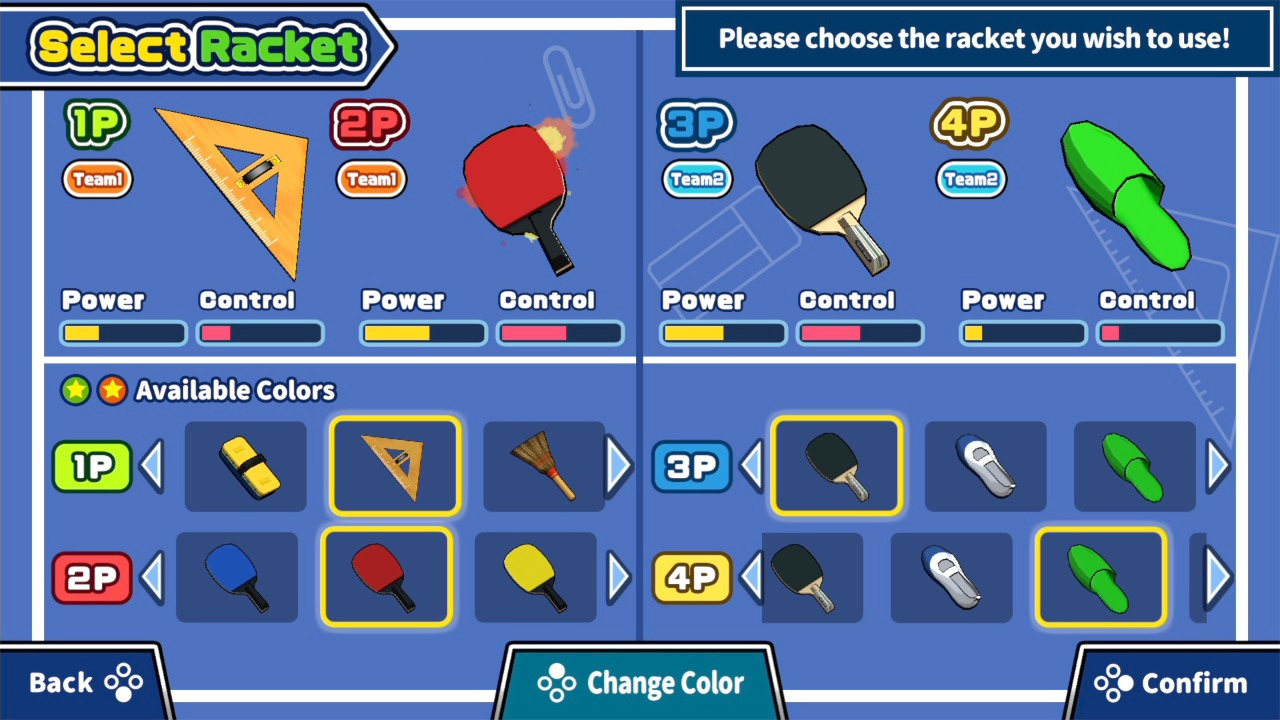 Select Racket
Please choose the racket you wish to use!
1P
Team1
2P
Team1
3P
Team2
4P
Team2
Power
Control
Power
Control
Power
Control
Power
Control
Available Colors
1P
3P
2P
4P
Back
Change Color
Confirm